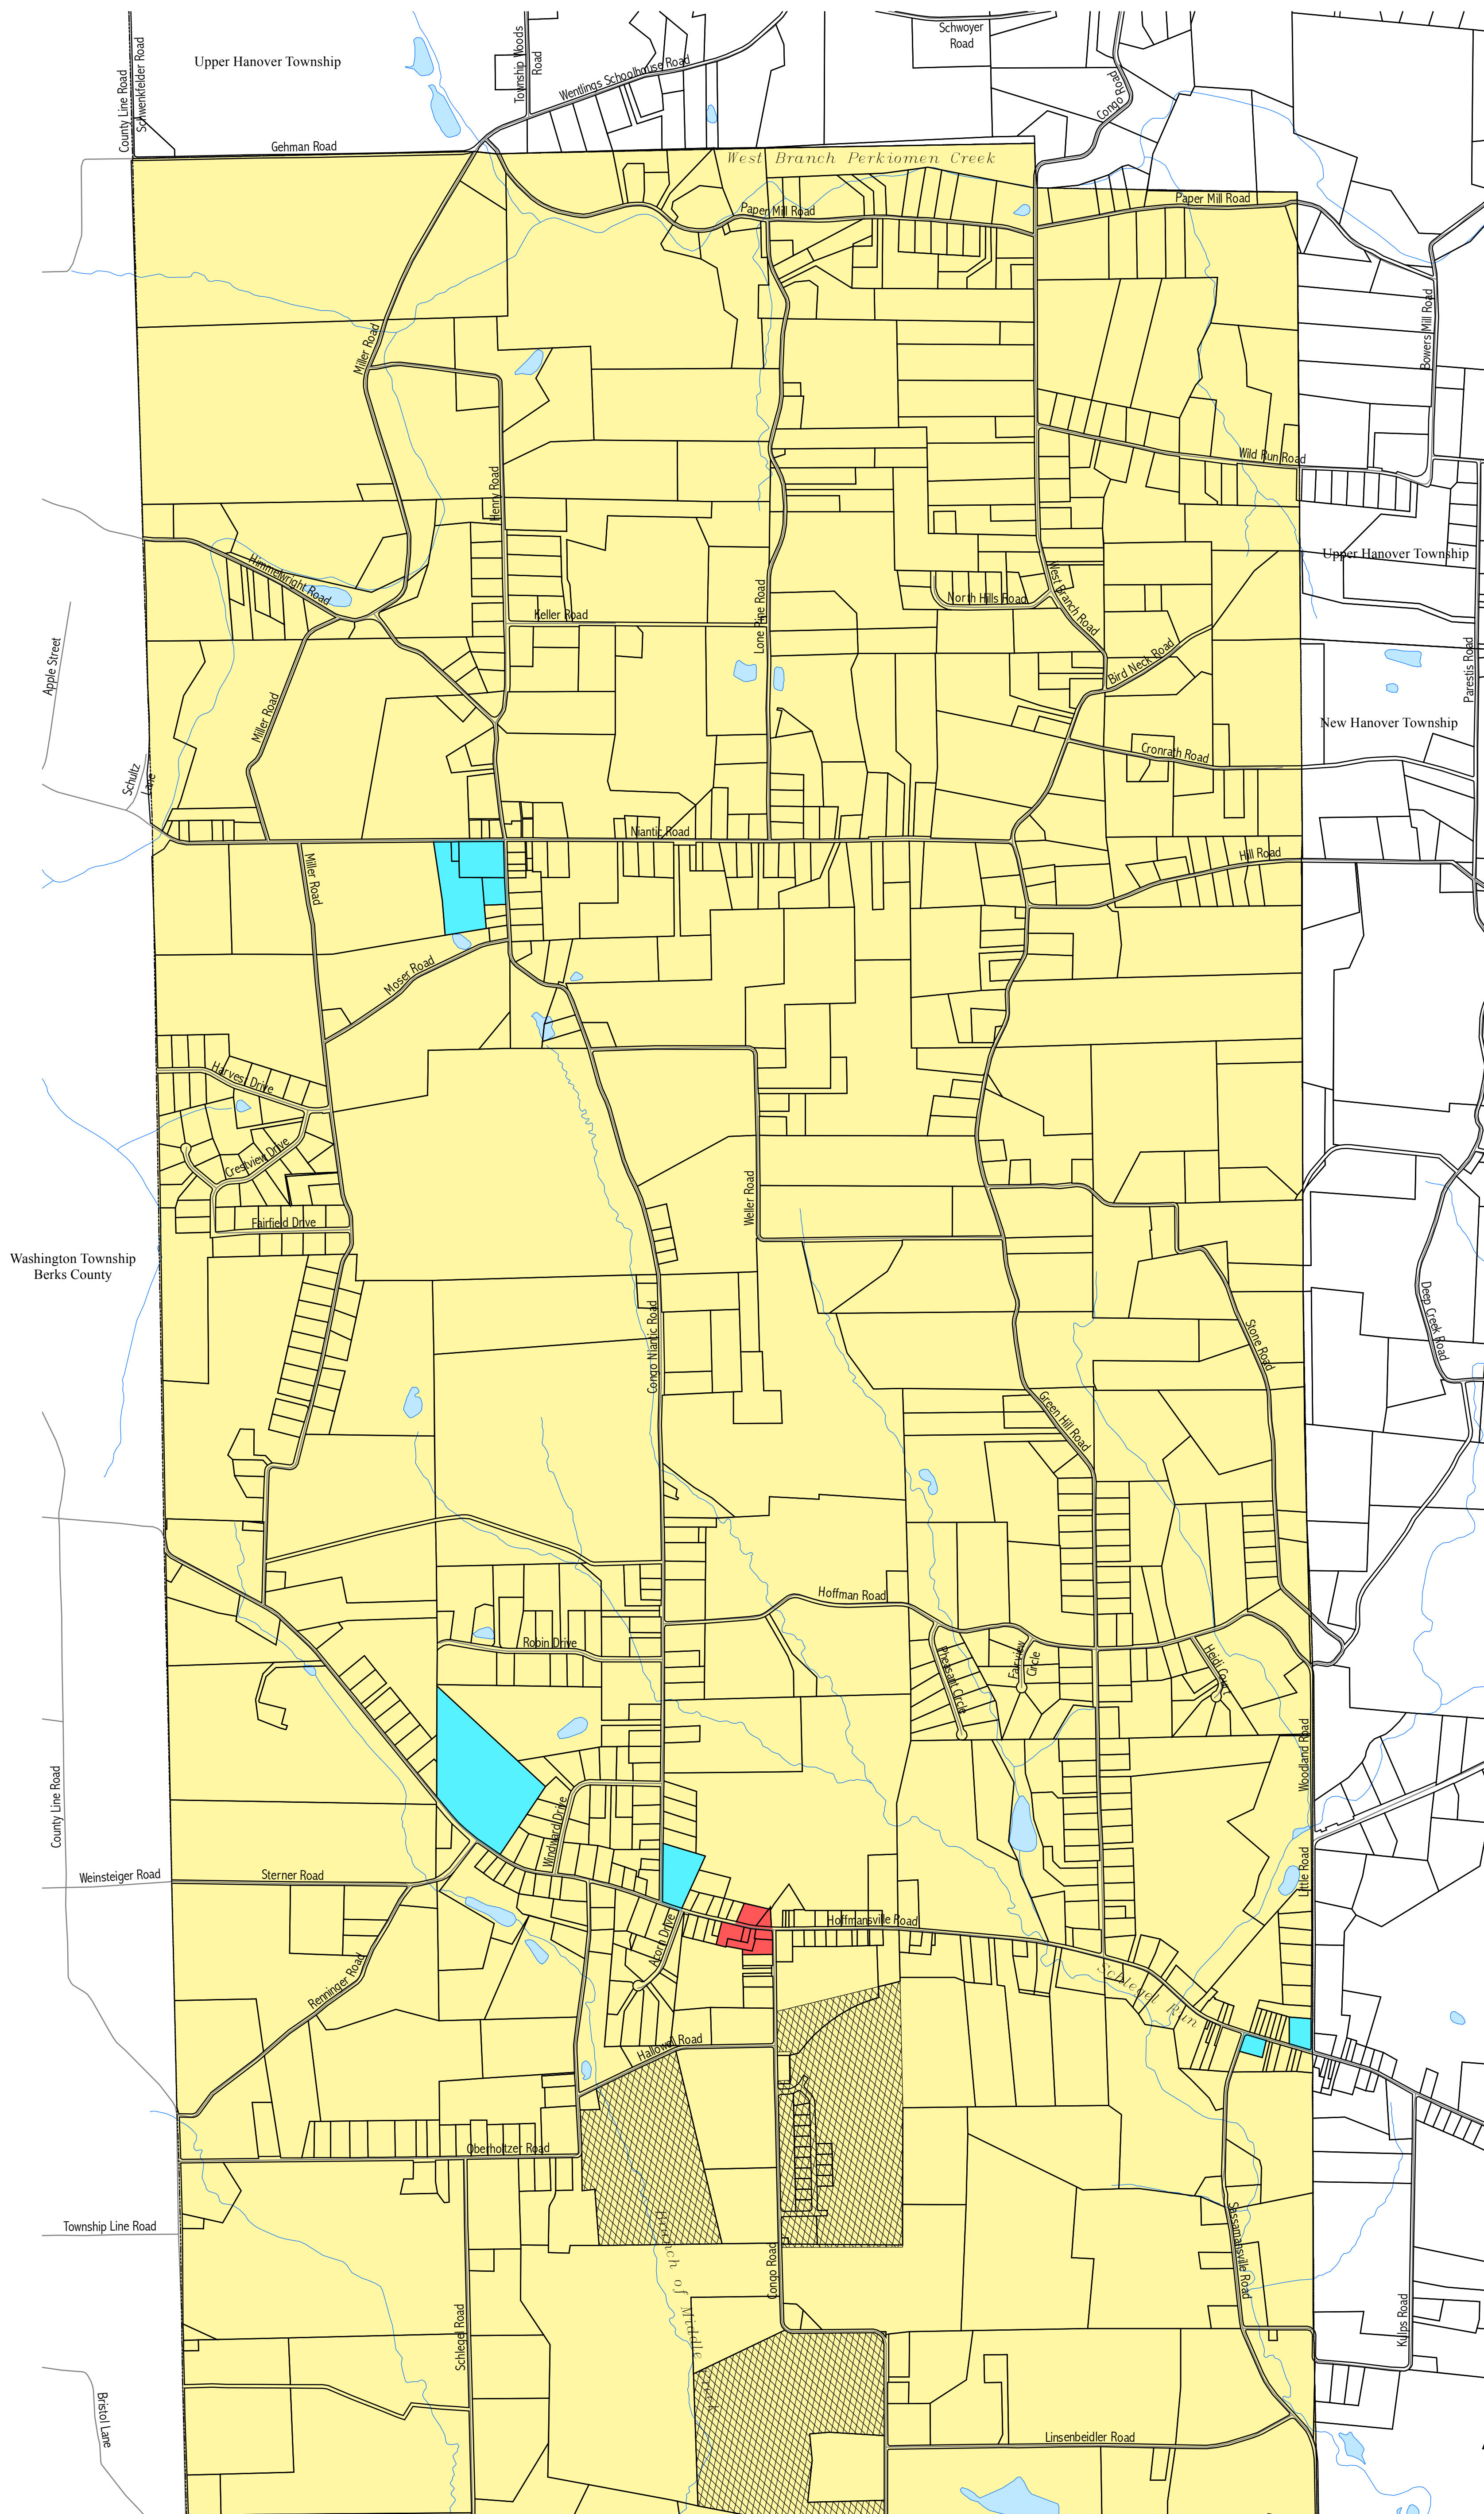 Schwoyer
Road
Upper Hanover Township
Township Woods
Road
Wentlings Schoolhouse Road
County Line Road
Schwenkfelder Road
Congo Road
Gehman Road
West Branch Perkiomen Creek
Paper Mill Road
Paper Mill Road
Bowers Mill Road
Miller Road
Wild Run Road
Henry Road
Upper Hanover Township
Himmelwright Road
North Hills Road
West Branch Road
Keller Road
Lone Pine Road
Apple Street
Bird Neck Road
Parestis Road
Miller Road
New Hanover Township
Cronrath Road
Schultz
Lane
Niantic Road
Hill Road
Miller Road
Moser Road
Harvest Drive
Crestview Drive
Weller Road
Fairfield Drive
Washington Township
Berks County
Congo Niantic Road
Stone Road
Deep Creek Road
Green Hill Road
Hoffman Road
Robin Drive
Pheasant Circle
Fairview
Circle
Heidi Court
Woodland Road
County Line Road
Windward Drive
Weinsteiger Road
Sterner Road
Little Road
Hoffmansville Road
Acorn Drive
Renninger Road
Schlegel Run
Hallowell Road
Oberholtzer Road
Township Line Road
Branch of Middle Creek
Congo Road
Sassamansville Road
Schlegel Road
Kulps Road
Bristol Lane
Linsenbeidler Road